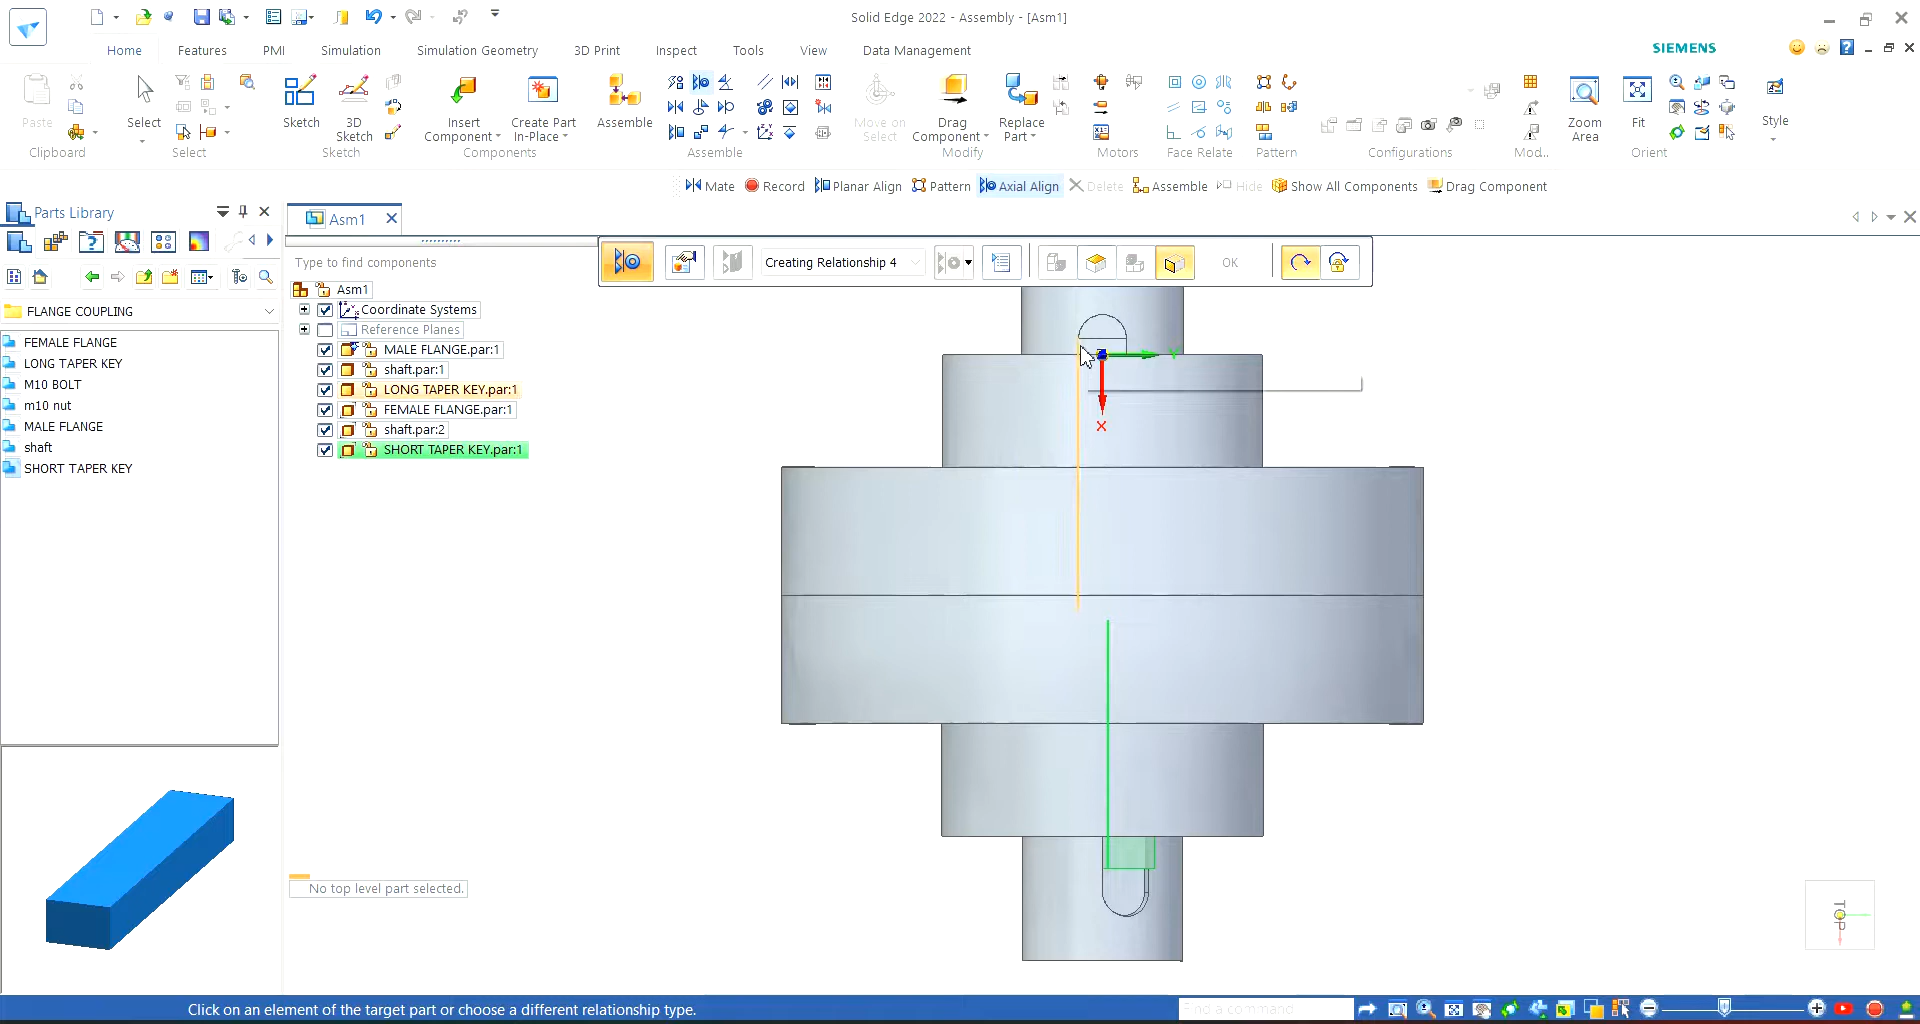 Solid Edge 2022 - Assembly - [Asm1]
Home
Features
PMI
Simulation
Simulation Geometry
3D Print
Inspect
Tools
View
Data Management
SIEMENS
Paste
Clipboard
Select
Select
Sketch
3D Sketch
Sketch
Insert Component
Create Part In-Place
Components
Assemble
Assemble
Move on Select
Drag Component
Replace Part
Modify
Motors
Face Relate
Pattern
Configurations
Mod...
Zoom Area
Fit
Orient
Style
Mate
Record
Planar Align
Pattern
Axial Align
Delete
Assemble
Hide
Show All Components
Drag Component
Parts Library
Asm1
Type to find components
Creating Relationship 4
OK
FLANGE COUPLING
FEMALE FLANGE
LONG TAPER KEY
M10 BOLT
m10 nut
MALE FLANGE
shaft
SHORT TAPER KEY
Asm1
Coordinate Systems
Reference Planes
MALE FLANGE.par:1
shaft.par:1
LONG TAPER KEY.par:1
FEMALE FLANGE.par:1
shaft.par:2
SHORT TAPER KEY.par:1
Y
X
No top level part selected.
TOP
Click on an element of the target part or choose a different relationship type.
Find a command